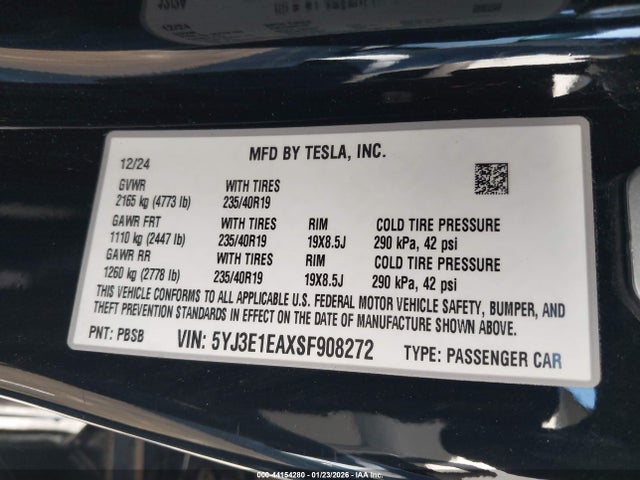 12/24
MFD BY TESLA, INC.
GVWR WITH TIRES
2165 kg (4773 lb) 235/40R19
GAWR FRT WITH TIRES RIM COLD TIRE PRESSURE
1110 kg (2447 lb) 235/40R19 19X8.5J 290 kPa, 42 psi
GAWR RR WITH TIRES RIM COLD TIRE PRESSURE
1260 kg (2778 lb) 235/40R19 19X8.5J 290 kPa, 42 psi
THIS VEHICLE CONFORMS TO ALL APPLICABLE U.S. FEDERAL MOTOR VEHICLE SAFETY, BUMPER, AND
THEFT PREVENTION STANDARDS IN EFFECT ON THE DATE OF MANUFACTURE SHOWN ABOVE.
PNT: PBSB VIN: 5YJ3E1EAXSF908272 TYPE: PASSENGER CAR
000-44154280 - 01/23/2026 - IAA Inc.